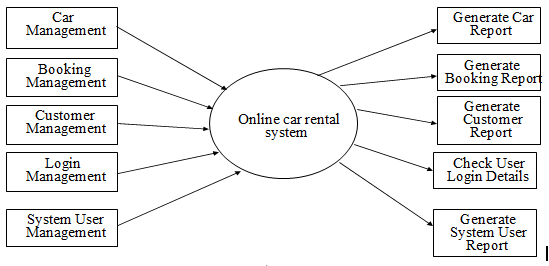 Car
Management
Booking
Management
Customer
Management
Login
Management
System User
Management
Online car rental
system
Generate Car
Report
Generate
Booking Report
Generate
Customer
Report
Check User
Login Details
Generate
System User
Report